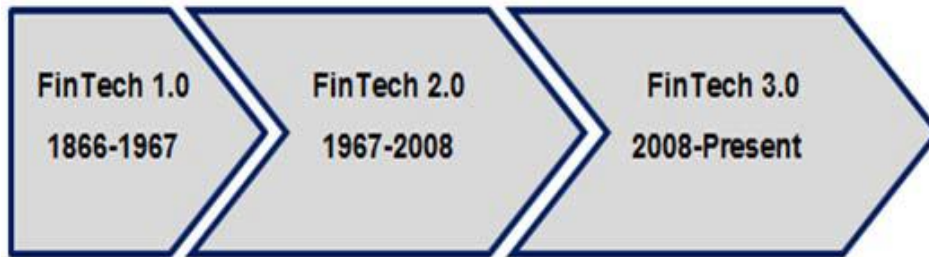 FinTech 1.0
1866-1967
FinTech 2.0
1967-2008
FinTech 3.0
2008-Present